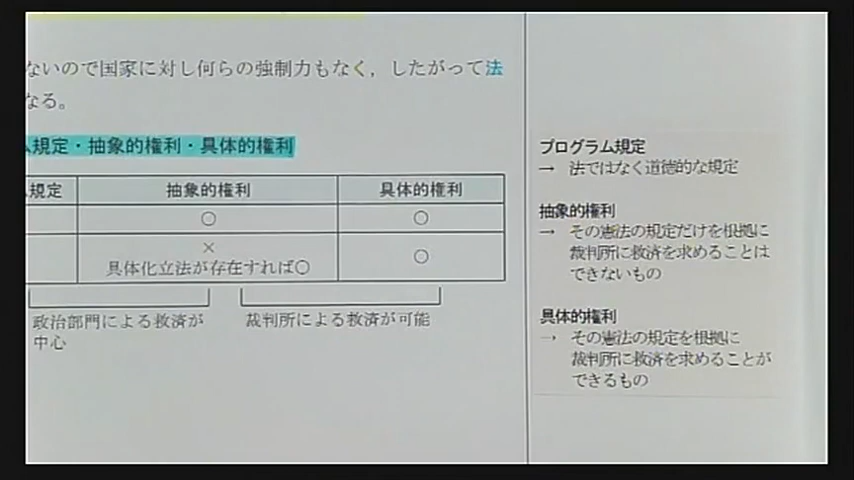 ないので国家に対し何らの強制力もなく，したがって法
なる。
ム規定・抽象的権利・具体的権利
規定 抽象的権利 具体的権利
○ ○
×
具体化立法が存在すれば○ ○
政治部門による救済が
中心
裁判所による救済が可能
プログラム規定
→ 法ではなく道徳的な規定
抽象的権利
→ その憲法の規定だけを根拠に
裁判所に救済を求めることは
できないもの
具体的権利
→ その憲法の規定を根拠に
裁判所に救済を求めることが
できるもの